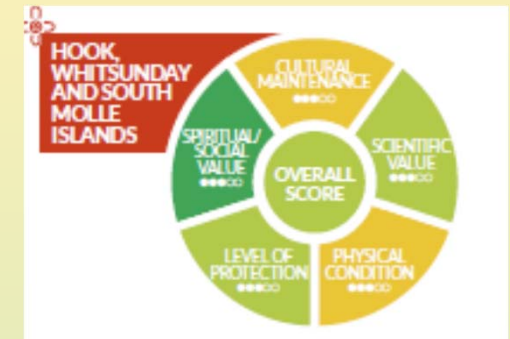 HOOK,
WHITSUNDAY
AND SOUTH
MOLLE
ISLANDS
CULTURAL
MAINTENANCE
SPIRITUAL/
SOCIAL
VALUE
SCIENTIFIC
VALUE
OVERALL
SCORE
LEVEL OF
PROTECTION
PHYSICAL
CONDITION